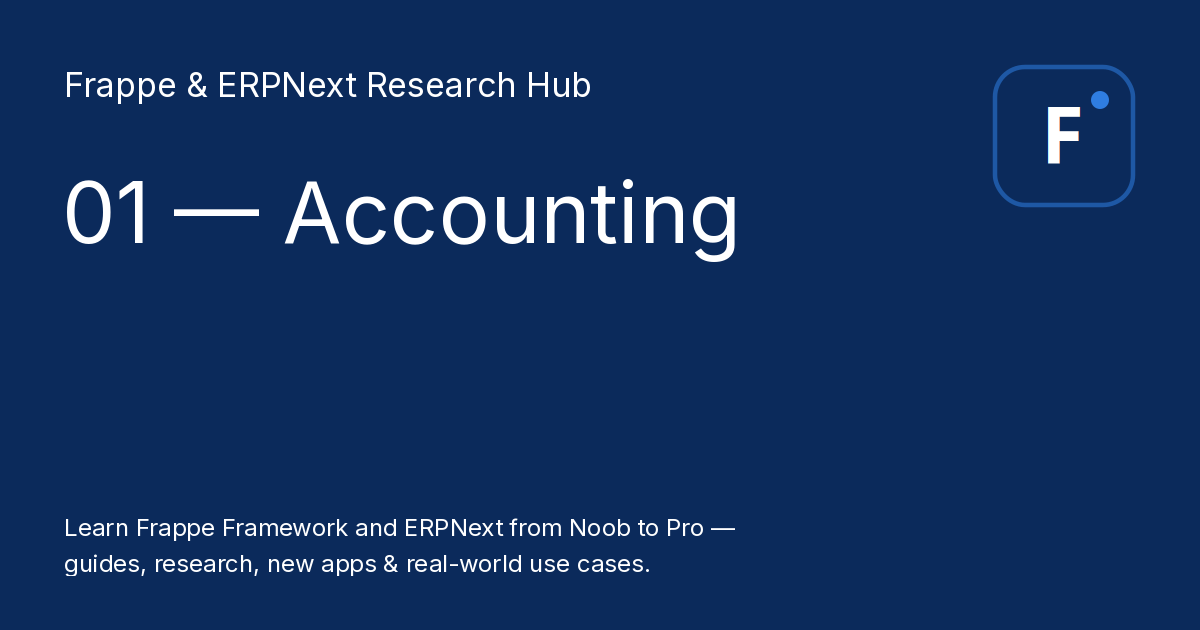 Frappe & ERPNext Research Hub
F
01 — Accounting
Learn Frappe Framework and ERPNext from Noob to Pro —
guides, research, new apps & real-world use cases.